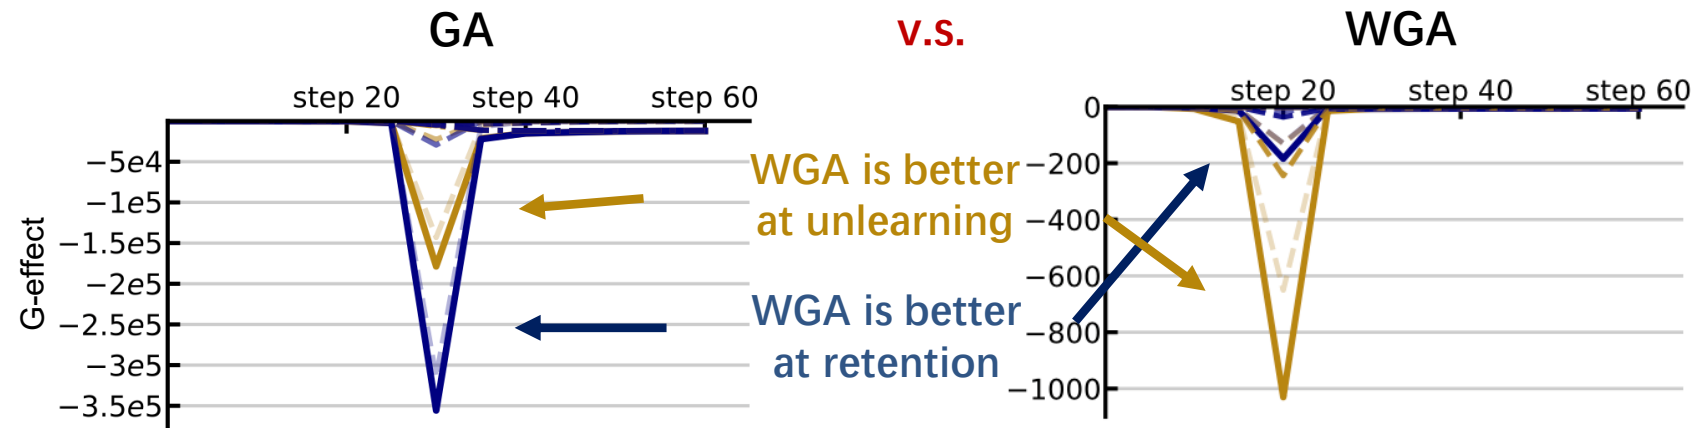 GA
v.s.
WGA
step 20
step 40
step 60
−5e4
−1e5
−1.5e5
−2e5
−2.5e5
−3e5
−3.5e5
G-effect
WGA is better
at unlearning
WGA is better
at retention
step 20
step 40
step 60
0
−200
−400
−600
−800
−1000